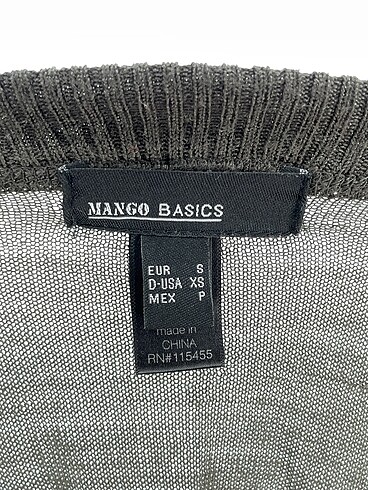 MANGO BASICS
EUR S
D-USA XS
MEX P
made in
CHINA
RN#115455